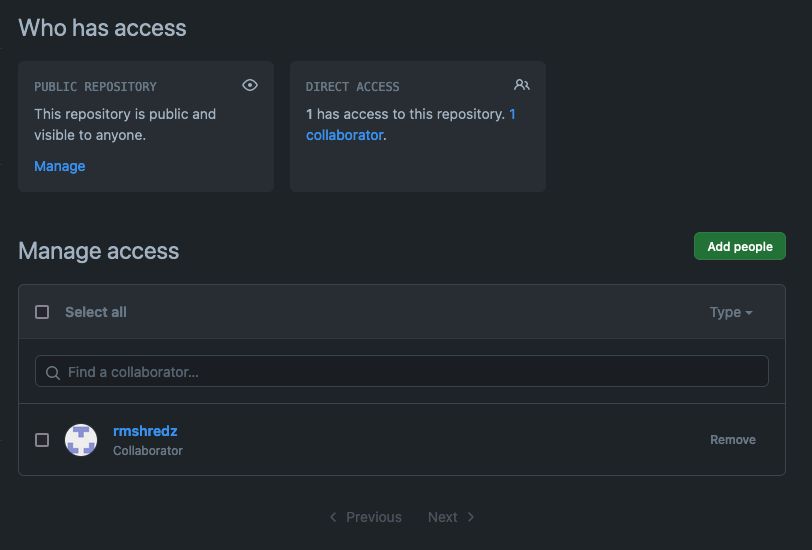 Who has access
PUBLIC REPOSITORY
This repository is public and
visible to anyone.
Manage
DIRECT ACCESS
1 has access to this repository. 1
collaborator.
Manage access
Add people
Select all
Type
Find a collaborator...
rmshredz
Collaborator
Remove
Previous
Next